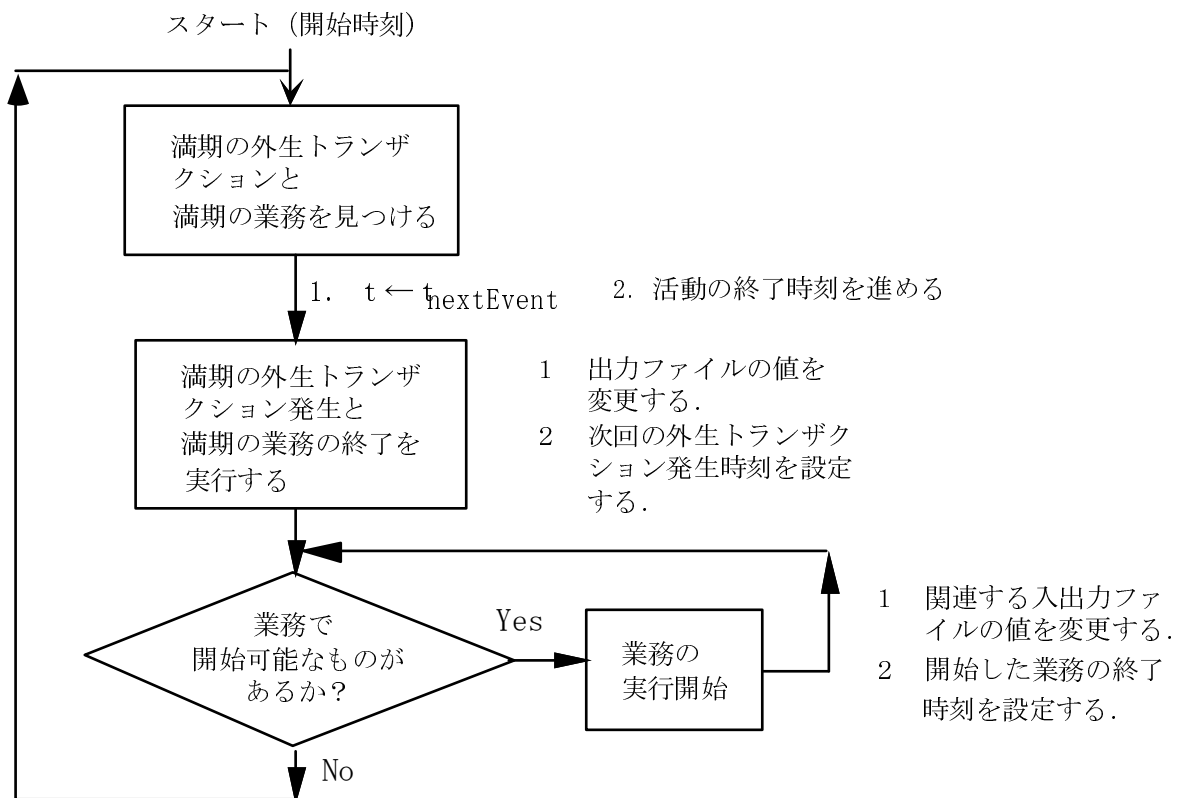 スタート (開始時刻)
満期の外生トランザ
クションと
満期の業務を見つける
1. t←t nextEvent
2. 活動の終了時刻を進める
満期の外生トランザ
クション発生と
満期の業務の終了を
実行する
1 出力ファイルの値を
変更する.
2 次回の外生トランザク
ション発生時刻を設定
する.
業務で
開始可能なものが
あるか?
Yes
業務の
実行開始
1 関連する入出力ファ
イルの値を変更する.
2 開始した業務の終了
時刻を設定する.
No